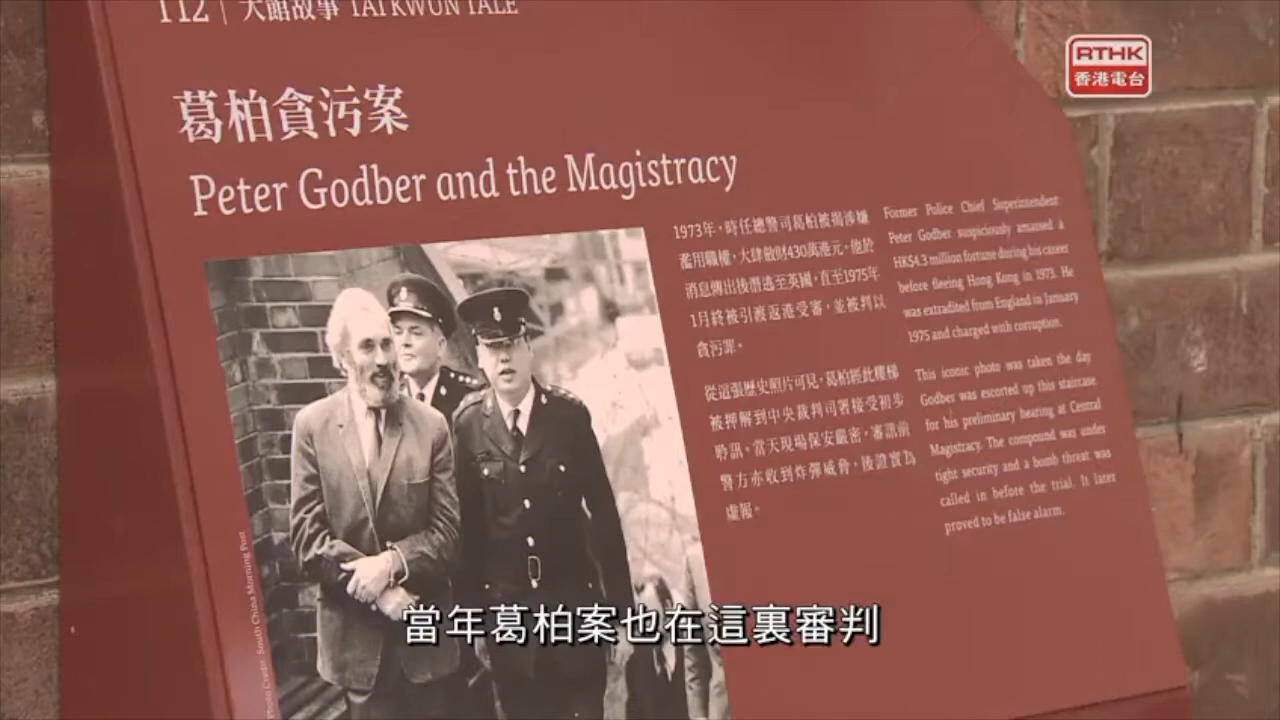 T12 | 大館故事 TAI KWUN TALE
RTHK
香港電台
葛柏貪污案
Peter Godber and the Magistracy
1973年，時任總警司葛柏被揭涉嫌
濫用職權，大肆斂財430萬港元。他於
消息傳出後潛逃至英國，直至1975年
1月終被引渡返港受審，並被判以
貪污罪。
從這張歷史照片可見，葛柏經此樓梯
被押解到中央裁判司署接受初步
聆訊。當天現場保安嚴密，審訊前
警方亦收到炸彈威脅，後證實為
虛報。
Former Police Chief Superintendent
Peter Godber suspiciously amassed a
HK$4.3 million fortune during his career
before fleeing Hong Kong in 1973. He
was extradited from England in January
1975 and charged with corruption.
This iconic photo was taken the day
Godber was escorted up this staircase
for his preliminary hearing at Central
Magistracy. The compound was under
tight security and a bomb threat was
called in before the trial. It later
proved to be false alarm.
Photo Credit: South China Morning Post
當年葛柏案也在這裏審判